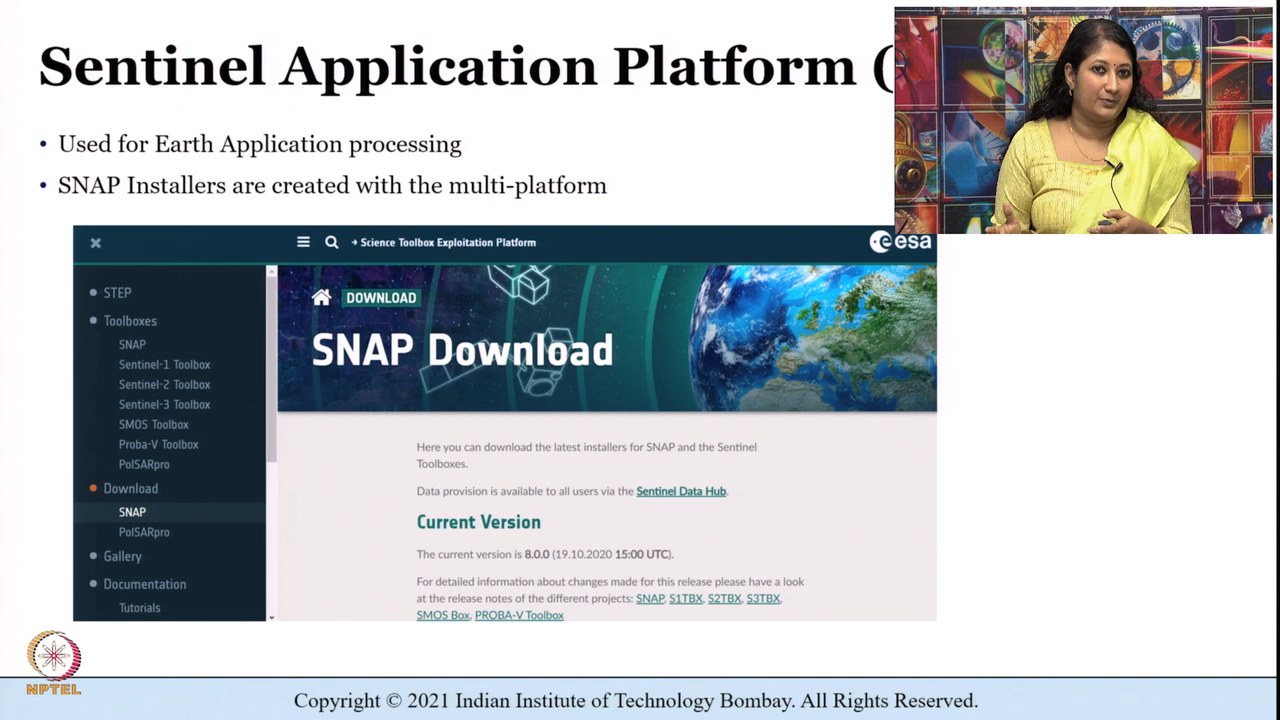 Sentinel Application Platform (
• Used for Earth Application processing
• SNAP Installers are created with the multi-platform
→ Science Toolbox Exploitation Platform
esa
STEP
Toolboxes
SNAP
Sentinel-1 Toolbox
Sentinel-2 Toolbox
Sentinel-3 Toolbox
SMOS Toolbox
Proba-V Toolbox
PolSARpro
Download
SNAP
PolSARpro
Gallery
Documentation
Tutorials
DOWNLOAD
SNAP Download
Here you can download the latest installers for SNAP and the Sentinel
Toolboxes.
Data provision is available to all users via the Sentinel Data Hub.
Current Version
The current version is 8.0.0 (19.10.2020 15:00 UTC).
For detailed information about changes made for this release please have a look
at the release notes of the different projects: SNAP, S1TBX, S2TBX, S3TBX,
SMOS Box, PROBA-V Toolbox
NPTEL
Copyright © 2021 Indian Institute of Technology Bombay. All Rights Reserved.